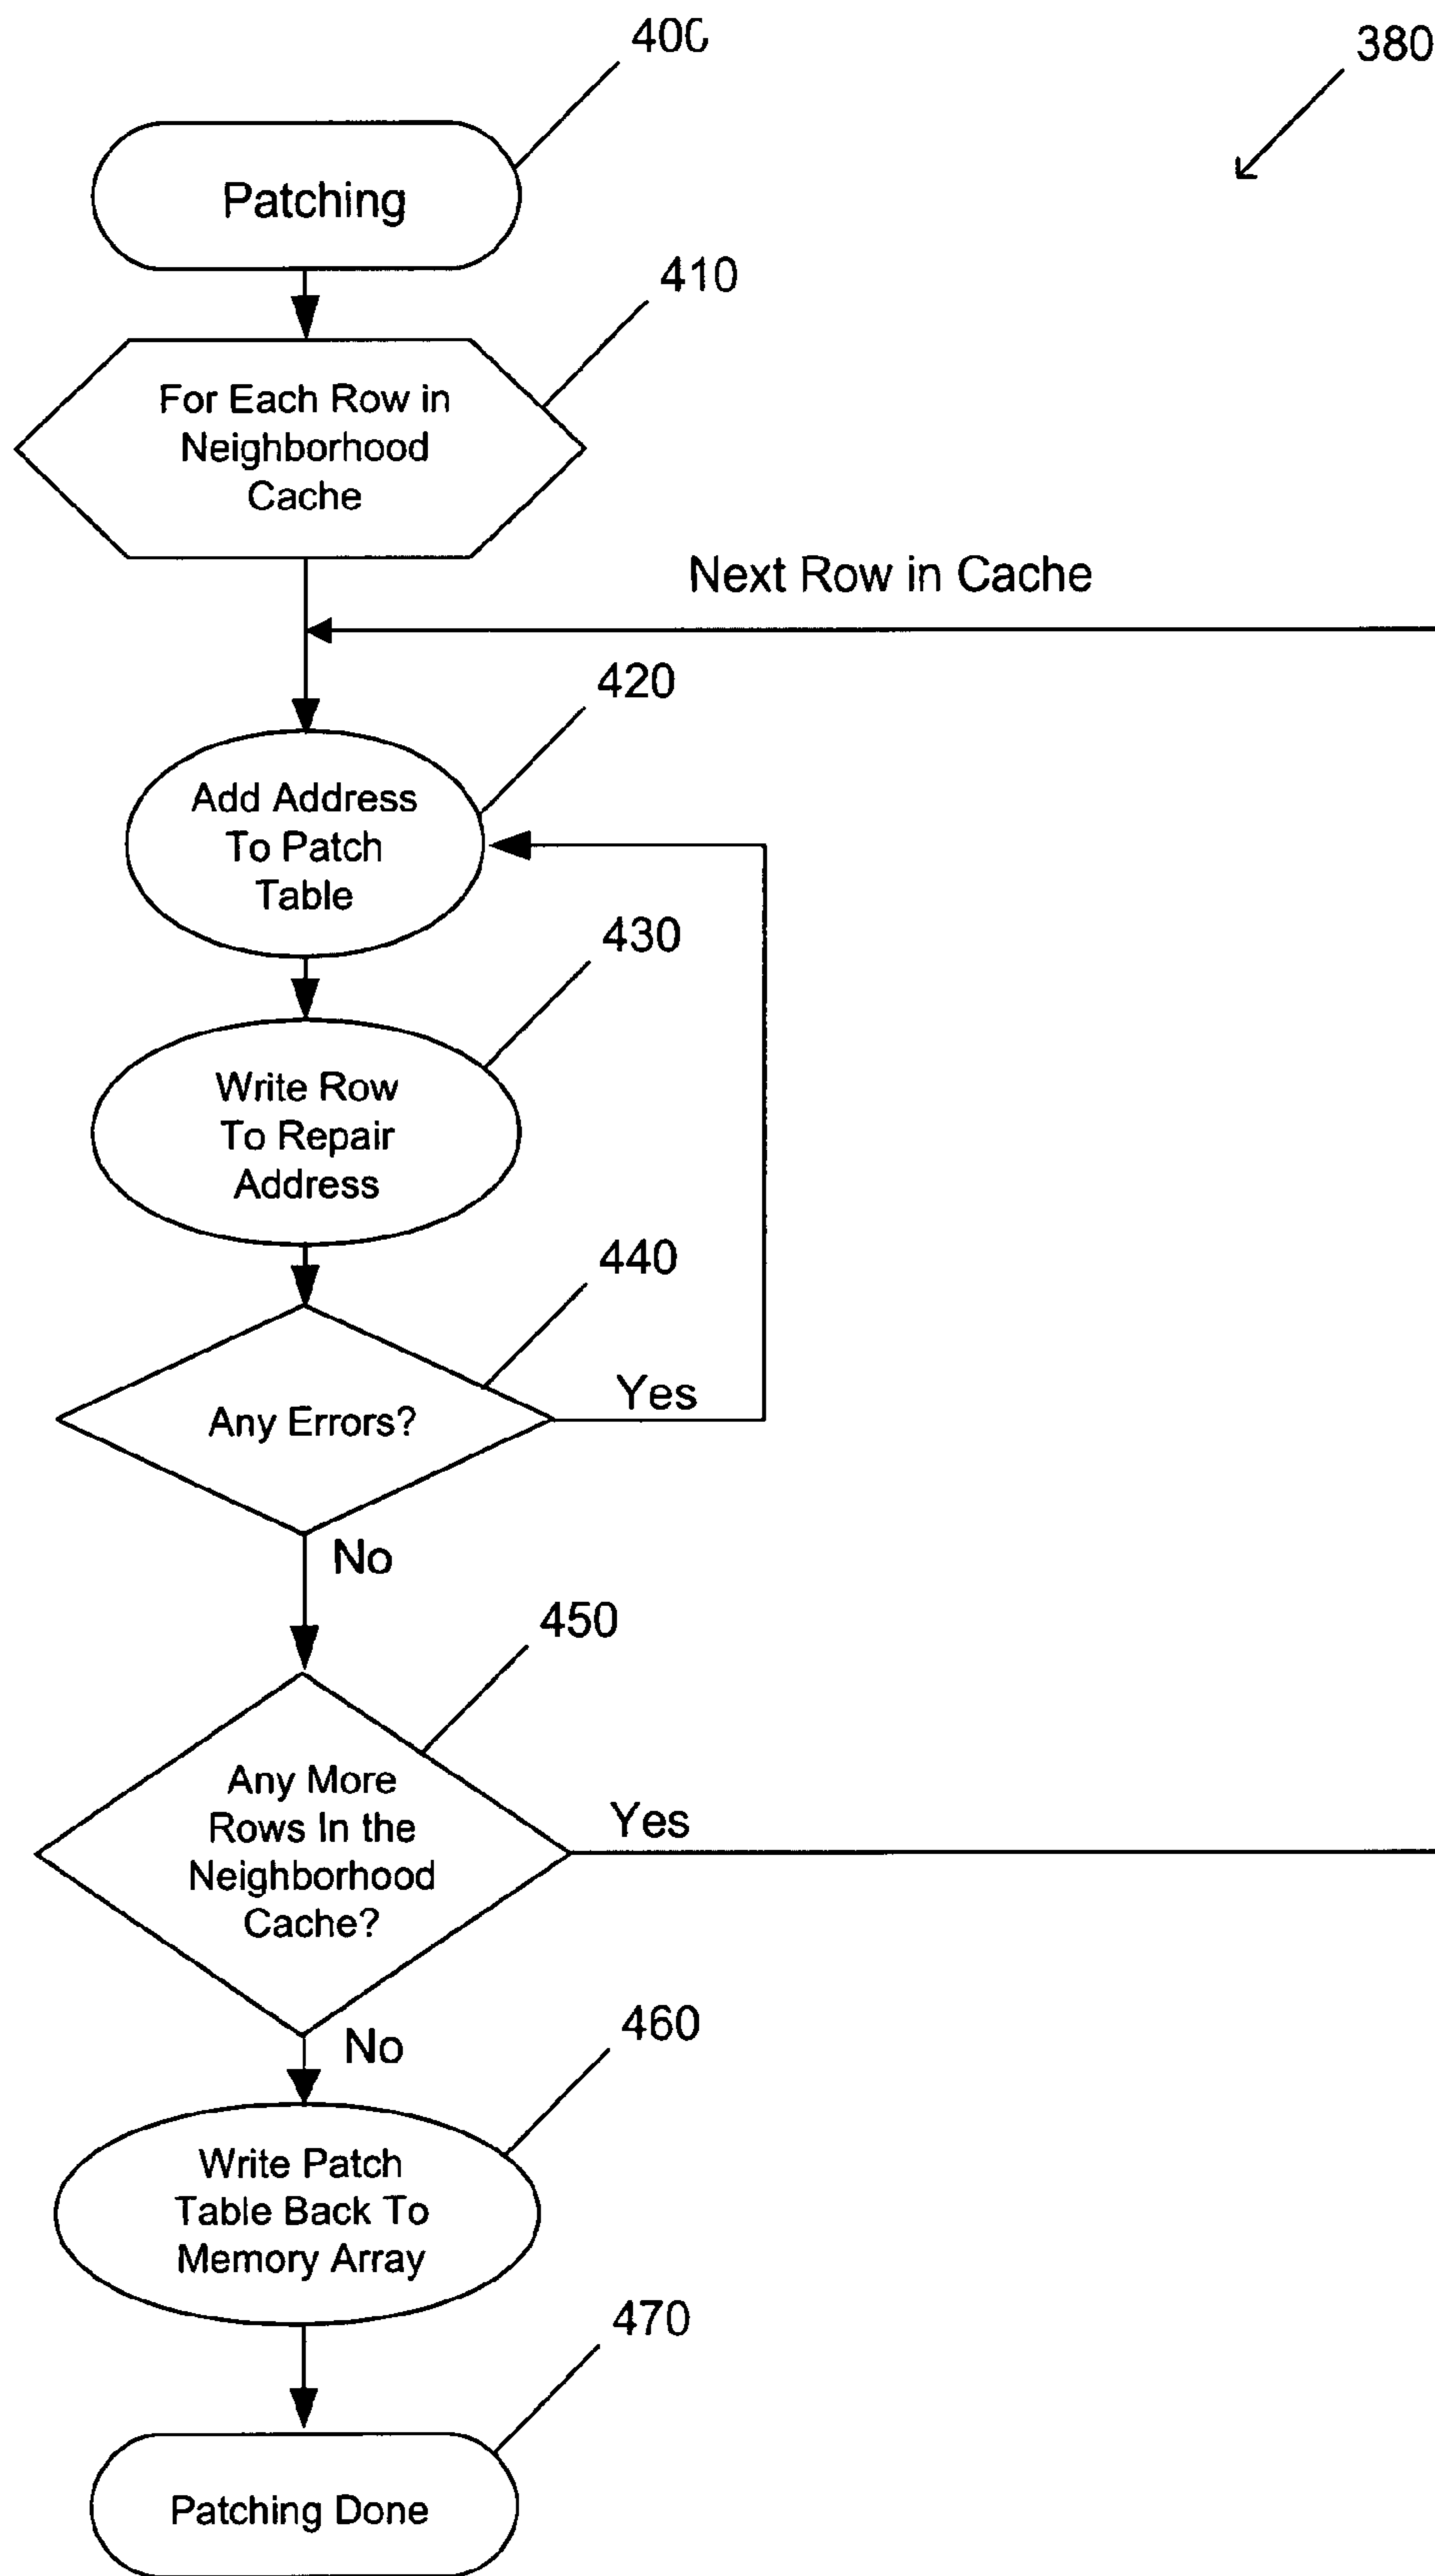 400
380
Patching
410
For Each Row in
Neighborhood
Cache
Next Row in Cache
420
Add Address
To Patch
Table
430
Write Row
To Repair
Address
440
Any Errors?
Yes
No
450
Any More
Rows In the
Neighborhood
Cache?
Yes
No
460
Write Patch
Table Back To
Memory Array
470
Patching Done